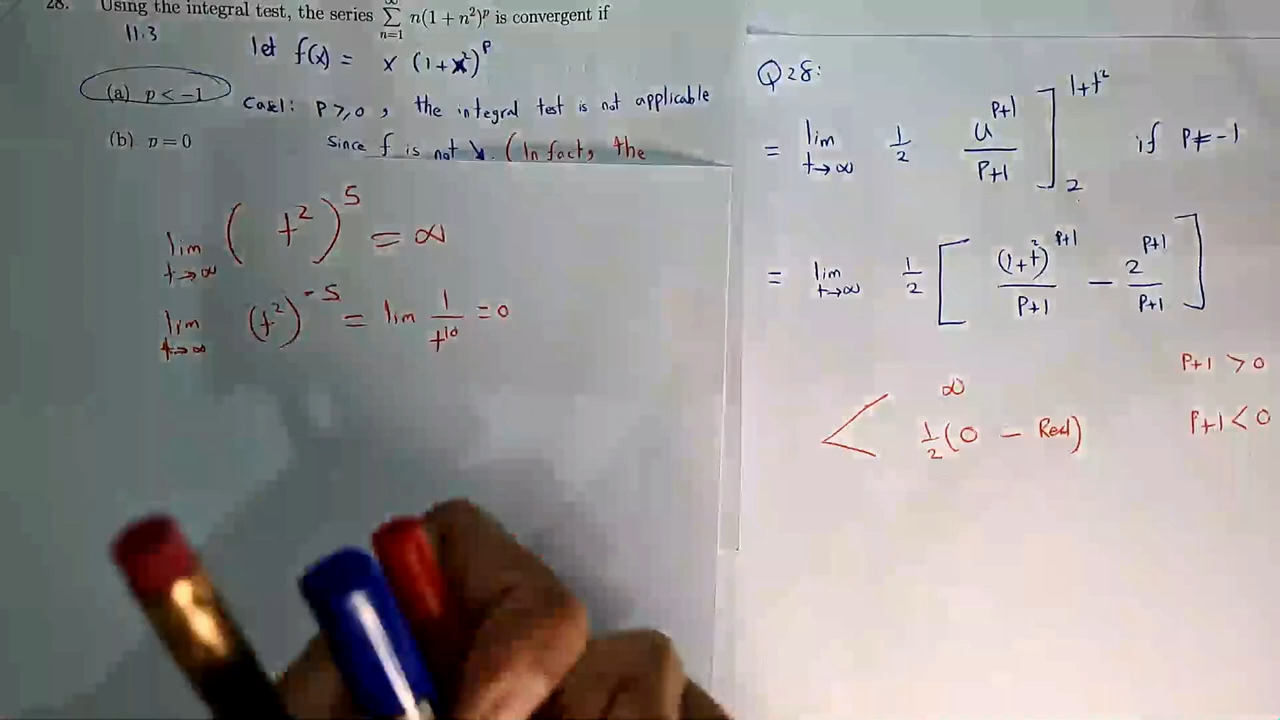 28. Using the integral test, the series ∞ Σ n=1 n(1 + n²)^p is convergent if
11.3 let f(x) = x (1+x²)^p
(a) p < −1 Case1: P ≥ 0, the integral test is not applicable
(b) p = 0 Since f is not ↘. (In fact, the
lim t→∞ ( t² )^5 = ∞
lim t→∞ (t²)^-5 = lim 1/t^10 = 0
Q28:
= lim t→∞ 1/2 u^P+1/P+1 ] 2 1+t² if P≠-1
= lim t→∞ 1/2 [ (1+t²)^P+1/P+1 − 2^P+1/P+1 ]
< ∞ P+1 > 0
1/2 (0 − Real) P+1 < 0